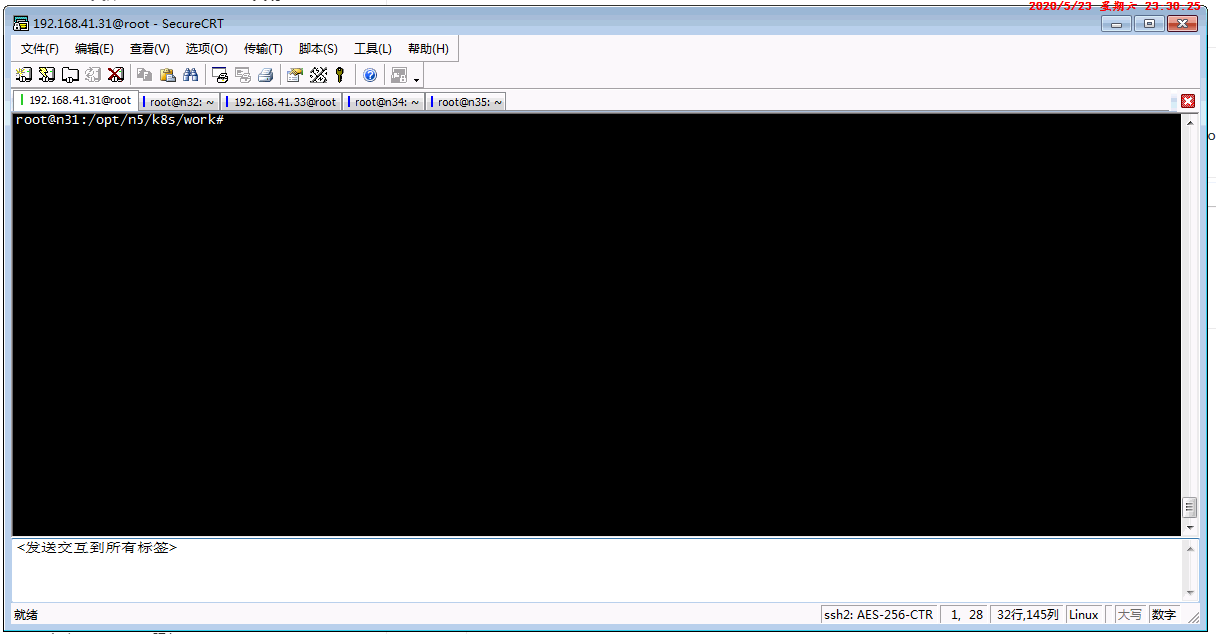 2020/5/23 星期六 23.30.25
192.168.41.31@root - SecureCRT
文件(F) 编辑(E) 查看(V) 选项(O) 传输(T) 脚本(S) 工具(L) 帮助(H)
192.168.41.31@root root@n32: ~ 192.168.41.33@root root@n34: ~ root@n35: ~
root@n31:/opt/n5/k8s/work#
<发送交互到所有标签>
就绪 ssh2: AES-256-CTR 1, 28 32行,145列 Linux 大写 数字